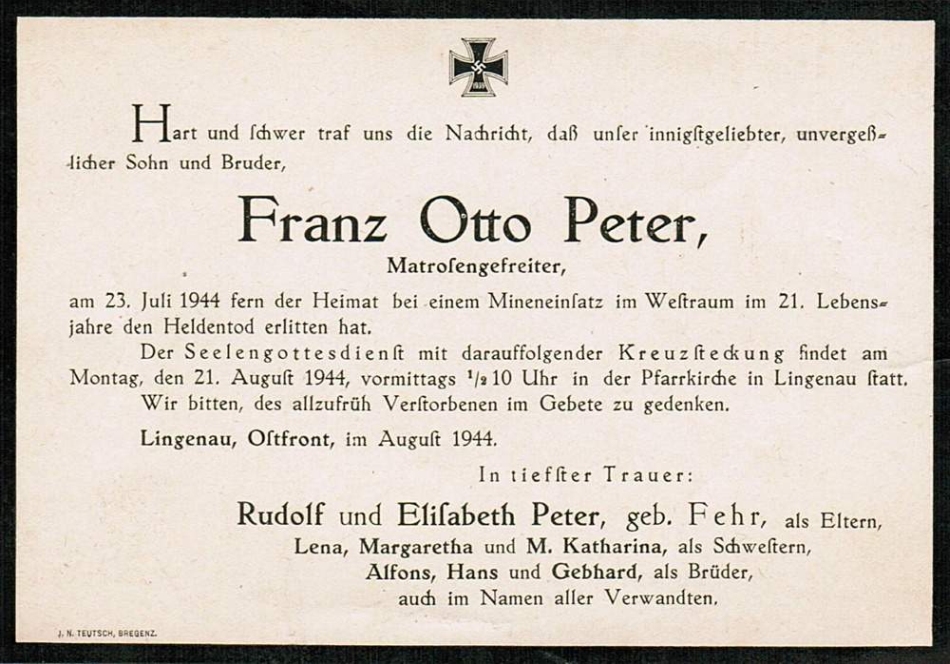 1939
Hart und ſchwer traf uns die Nachricht, daß unſer innigſtgeliebter, unvergeß-
licher Sohn und Bruder,
Franz Otto Peter,
Matroſengefreiter,
am 23. Juli 1944 fern der Heimat bei einem Mineneinſatz im Weſtraum im 21. Lebens-
jahre den Heldentod erlitten hat.
Der Seelengottesdienſt mit darauffolgender Kreuzſteckung findet am
Montag, den 21. Auguſt 1944, vormittags ½10 Uhr in der Pfarrkirche in Lingenau ſtatt.
Wir bitten, des allzufrüh Verſtorbenen im Gebete zu gedenken.
Lingenau, Oſtfront, im Auguſt 1944.
In tiefſter Trauer:
Rudolf und Eliſabeth Peter, geb. Fehr, als Eltern,
Lena, Margaretha und M. Katharina, als Schweſtern,
Alfons, Hans und Gebhard, als Brüder,
auch im Namen aller Verwandten.
J. N. TEUTSCH, BREGENZ.